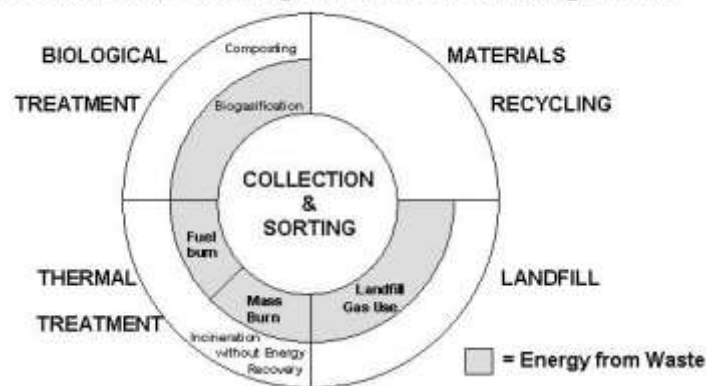 BIOLOGICAL
TREATMENT
Composting
Biogasification
MATERIALS
RECYCLING
COLLECTION
&
SORTING
Fuel
burn
Mass
Burn
Landfill
Gas Use
THERMAL
TREATMENT
Incineration
without Energy
Recovery
LANDFILL
= Energy from Waste